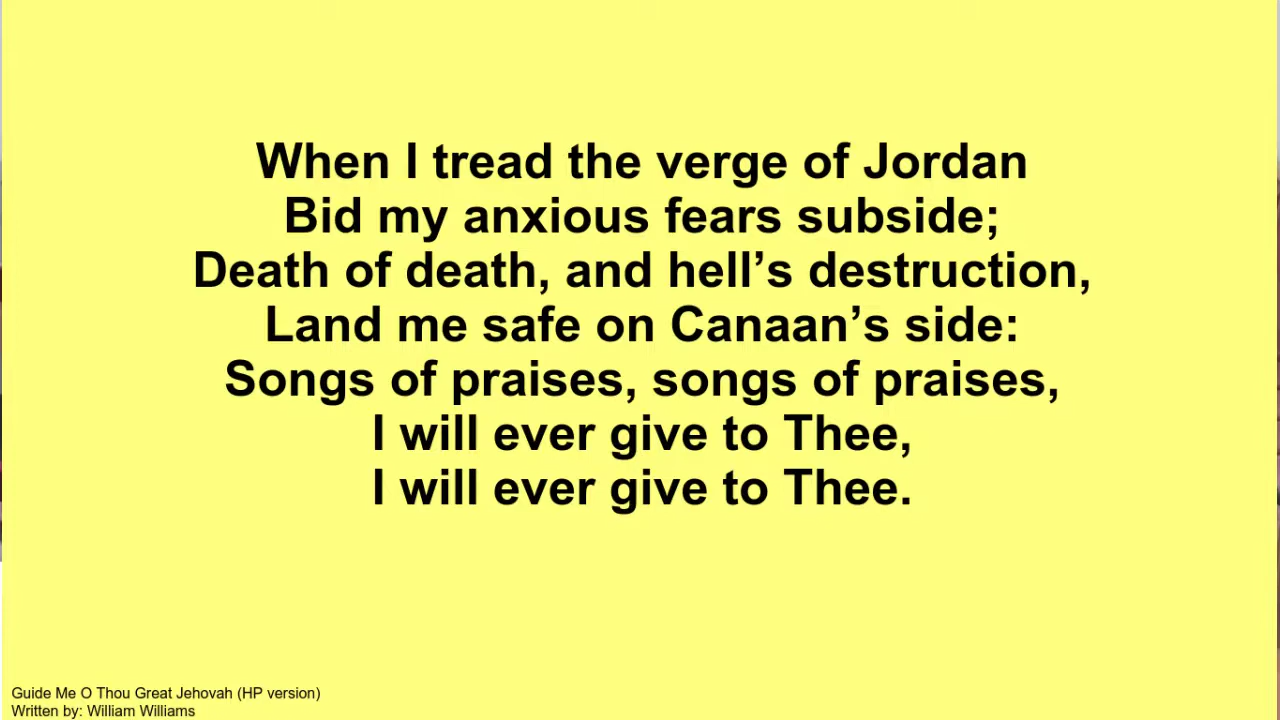 When I tread the verge of Jordan
Bid my anxious fears subside;
Death of death, and hell’s destruction,
Land me safe on Canaan’s side:
Songs of praises, songs of praises,
I will ever give to Thee,
I will ever give to Thee.
Guide Me O Thou Great Jehovah (HP version)
Written by: William Williams